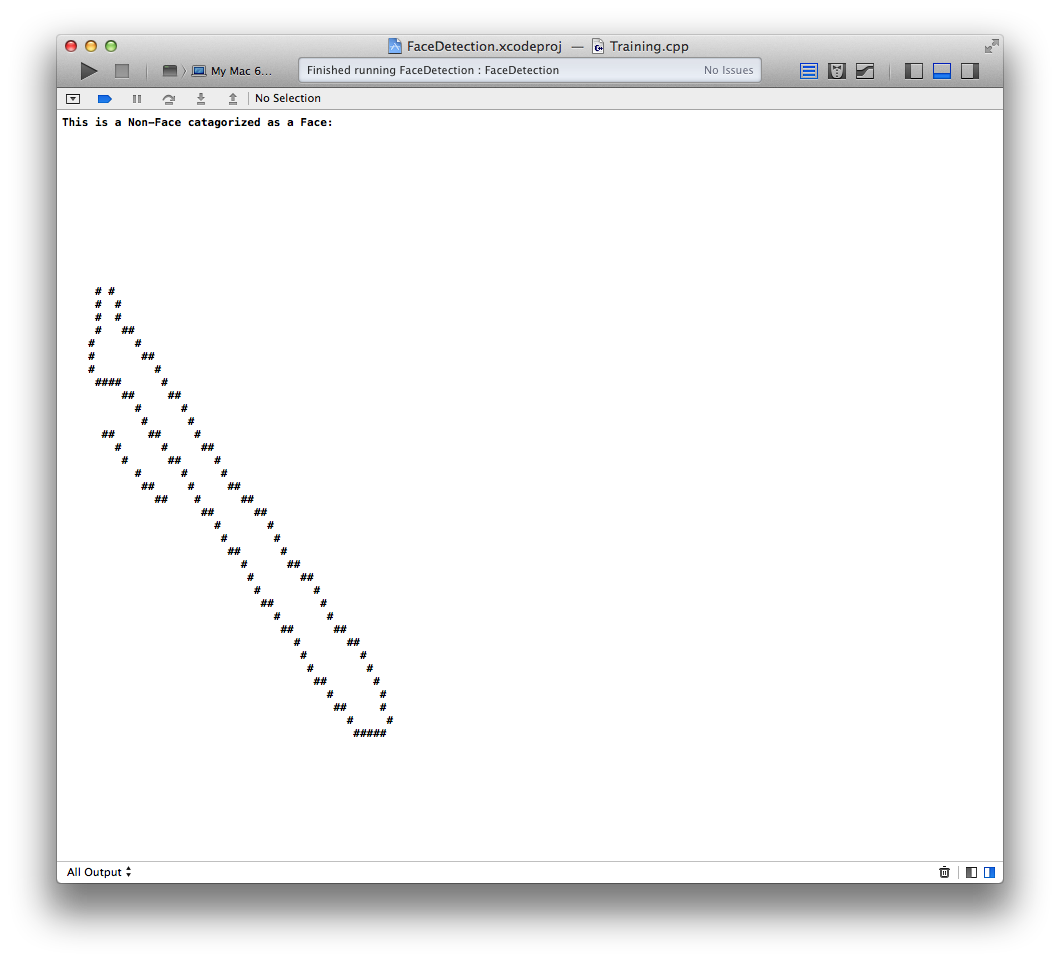 FaceDetection.xcodeproj — Training.cpp
My Mac 6...
Finished running FaceDetection : FaceDetection
No Issues
No Selection
This is a Non-Face catagorized as a Face:
# #
#  #
#  #
#   ##
#      #
#       ##
#         #
####      #
##     ##
#      #
#      #
##     ##     #
#      #     ##
#      ##     #
#      #     #
##     #     ##
##    #      ##
##      ##
#       #
#       #
##      #
#      ##
#       ##
#        #
##       #
#       #
##      ##
#       ##
#        #
#        #
##       #
#       #
##     #
#     #
#####
All Output